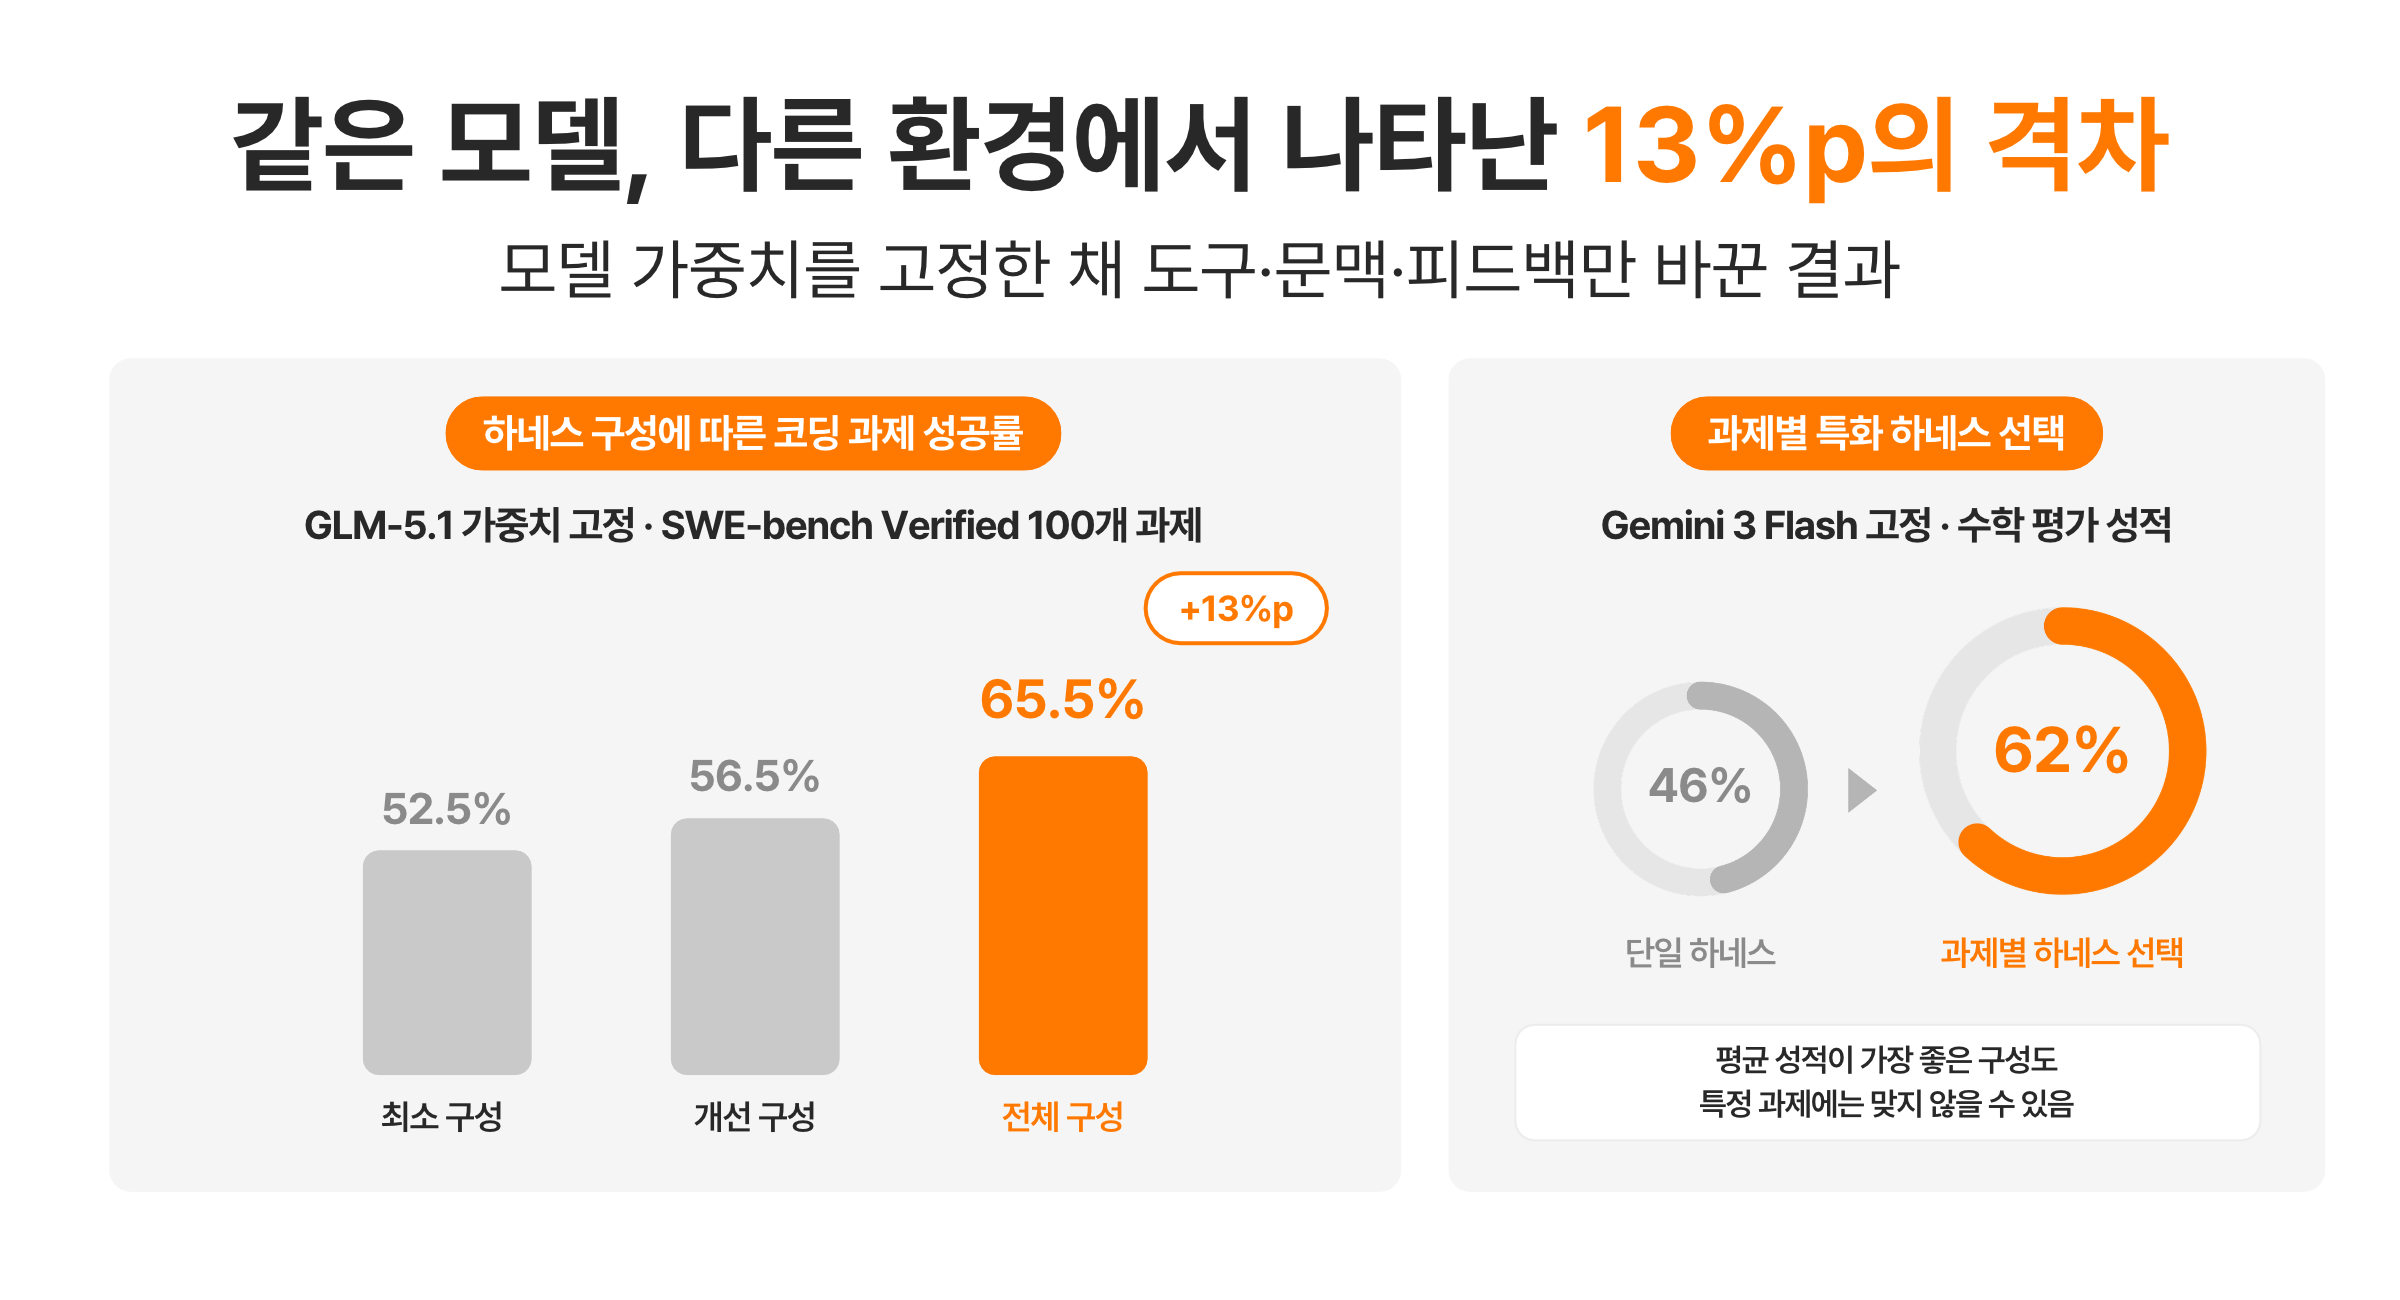 같은 모델, 다른 환경에서 나타난 13%p의 격차
모델 가중치를 고정한 채 도구·문맥·피드백만 바꾼 결과
하네스 구성에 따른 코딩 과제 성공률
GLM-5.1 가중치 고정 · SWE-bench Verified 100개 과제
+13%p
52.5%
56.5%
65.5%
최소 구성
개선 구성
전체 구성
과제별 특화 하네스 선택
Gemini 3 Flash 고정 · 수학 평가 성적
46%
62%
단일 하네스
과제별 하네스 선택
평균 성적이 가장 좋은 구성도
특정 과제에는 맞지 않을 수 있음